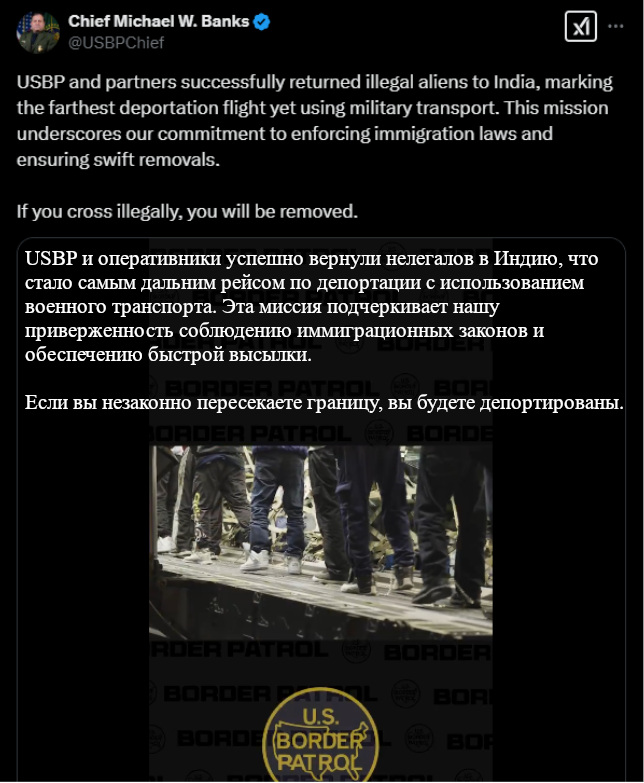 Chief Michael W. Banks
@USBPChief
USBP and partners successfully returned illegal aliens to India, marking
the farthest deportation flight yet using military transport. This mission
underscores our commitment to enforcing immigration laws and
ensuring swift removals.
If you cross illegally, you will be removed.
USBP и оперативники успешно вернули нелегалов в Индию, что
стало самым дальним рейсом по депортации с использованием
военного транспорта. Эта миссия подчеркивает нашу
приверженность соблюдению иммиграционных законов и
обеспечению быстрой высылки.
BORDER PATROL
Если вы незаконно пересекаете границу, вы будете депортированы.
BORDER PATROL BORDE
RDER PATROL BORDER
BORDER PATROL BOR
U.S.
BORDER
PATROL